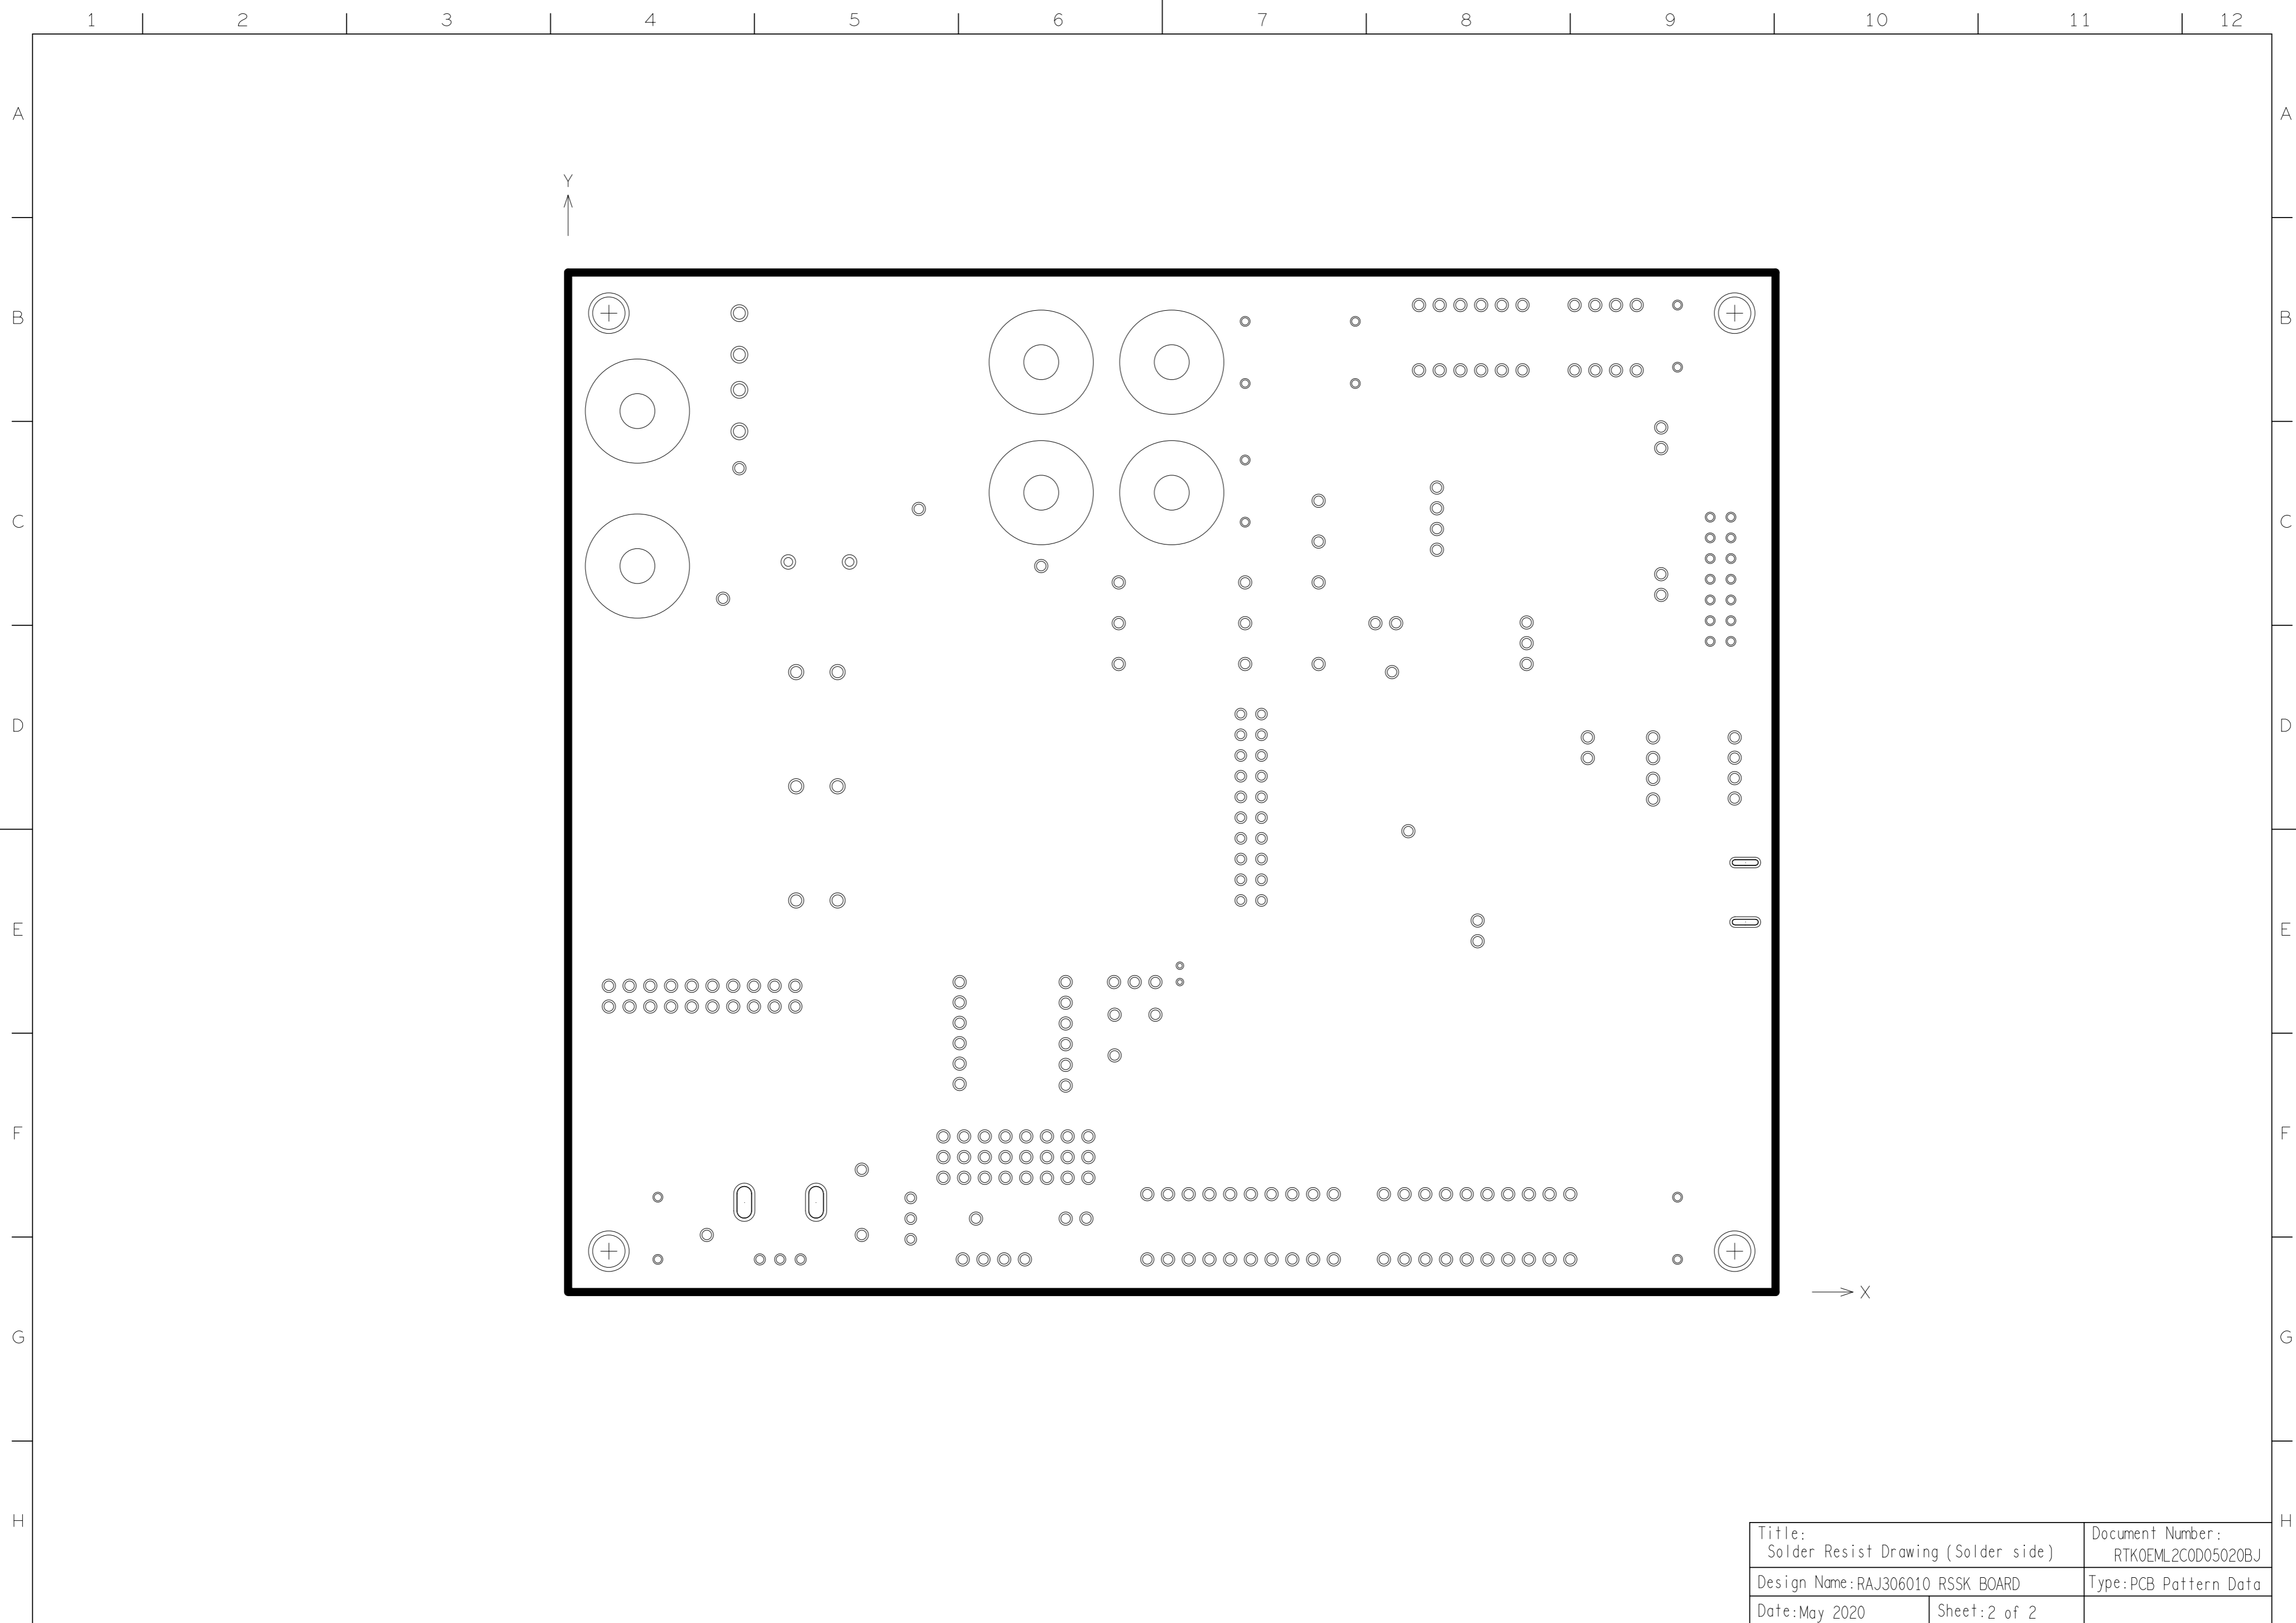 1 2 3 4 5 6 7 8 9 10 11 12
A A
Y
B B
C C
D D
E E
F F
X
G G
H H
Title: Document Number:
Solder Resist Drawing (Solder side) RTK0EML2C0D05020BJ
Design Name:RAJ306010 RSSK BOARD Type:PCB Pattern Data
Date:May 2020 Sheet:2 of 2